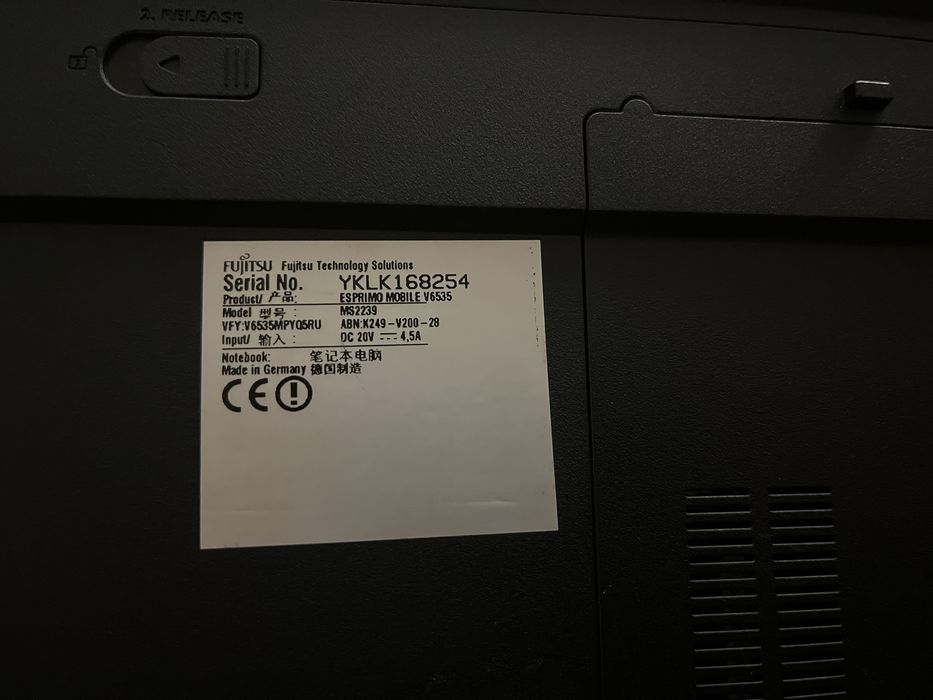 2. RELEASE
FUJITSU Fujitsu Technology Solutions
Serial No. YKLK168254
Product/ 产品: ESPRIMO MOBILE V6535
Model 型号: MS2239
VFY:V6535MPYQ5RU ABN:K249-V200-28
Input/ 输入: DC 20V 4,5A
Notebook: 笔记本电脑
Made in Germany 德国制造
CE